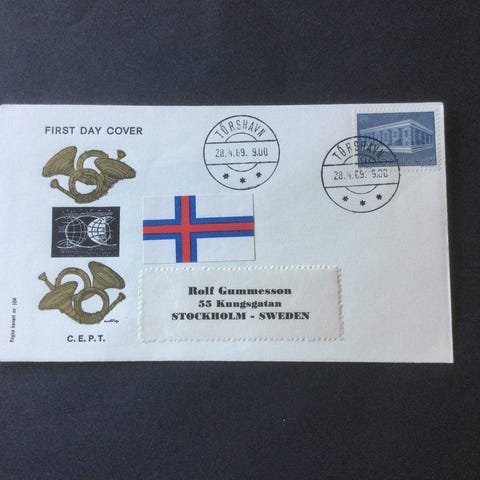 FIRST DAY COVER
TÓRSHAVN
28.4.69. 9.00
TÓRSHAVN
28.4.69. 9.00
Rolf Gummesson
55 Kungsgatan
STOCKHOLM - SWEDEN
C.E.P.T.